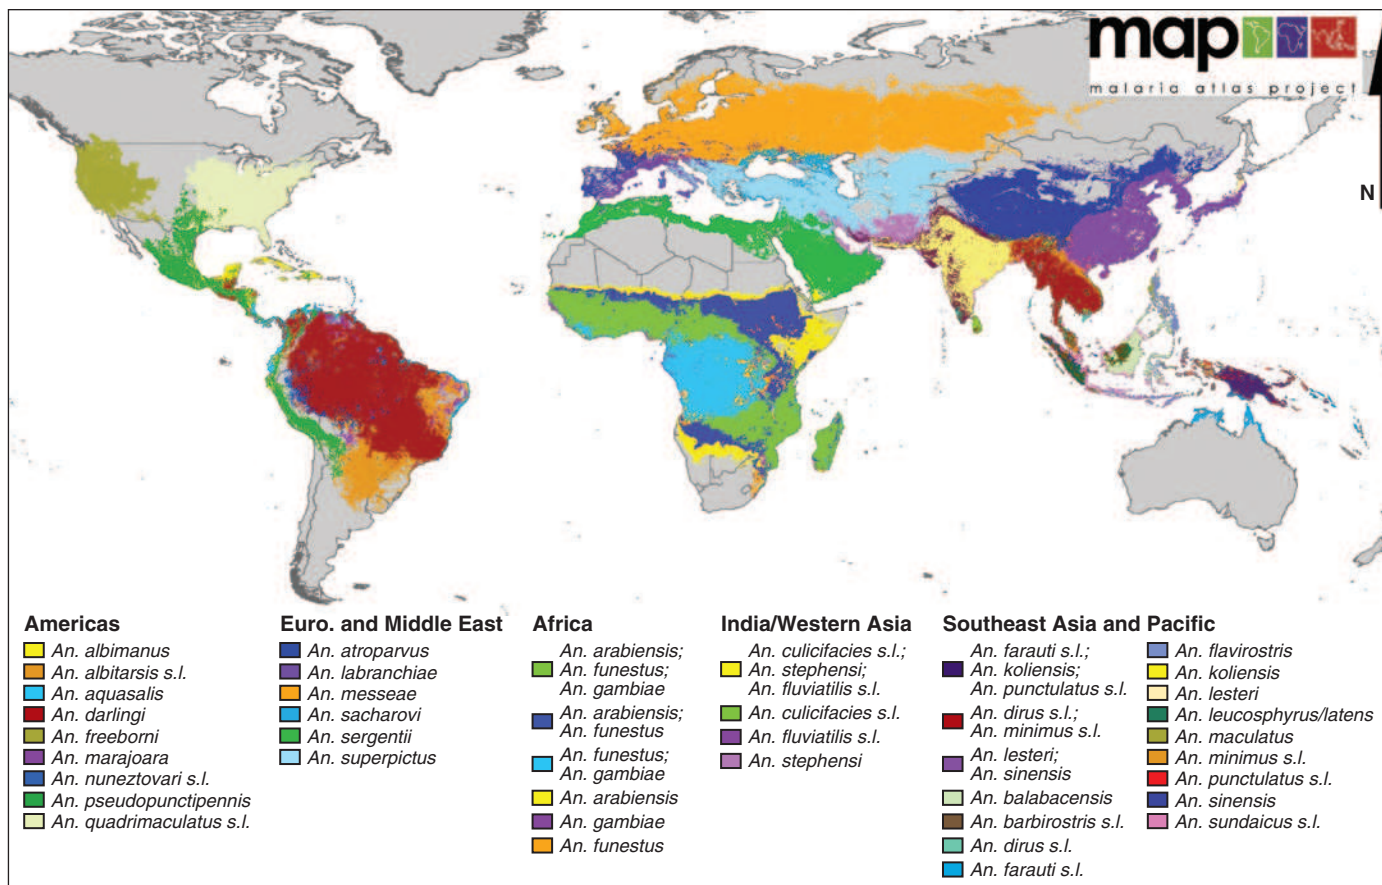 map
malaria atlas project
N
Americas
An. albimanus
An. albitarsis s.l.
An. aquasalis
An. darlingi
An. freeborni
An. marajoara
An. nuneztovari s.l.
An. pseudopunctipennis
An. quadrimaculatus s.l.
Euro. and Middle East
An. atroparvus
An. labranchiae
An. messeae
An. sacharovi
An. sergentii
An. superpictus
Africa
An. arabiensis;
An. funestus;
An. gambiae
An. arabiensis;
An. funestus
An. funestus;
An. gambiae
An. arabiensis
An. gambiae
An. funestus
India/Western Asia
An. culicifacies s.l.;
An. stephensi;
An. fluviatilis s.l.
An. culicifacies s.l.
An. fluviatilis s.l.
An. stephensi
Southeast Asia and Pacific
An. farauti s.l.;
An. koliensis;
An. punctulatus s.l.
An. dirus s.l.;
An. minimus s.l.
An. lesteri;
An. sinensis
An. balabacensis
An. barbirostris s.l.
An. dirus s.l.
An. farauti s.l.
An. flavirostris
An. koliensis
An. lesteri
An. leucosphyrus/latens
An. maculatus
An. minimus s.l.
An. punctulatus s.l.
An. sinensis
An. sundaicus s.l.